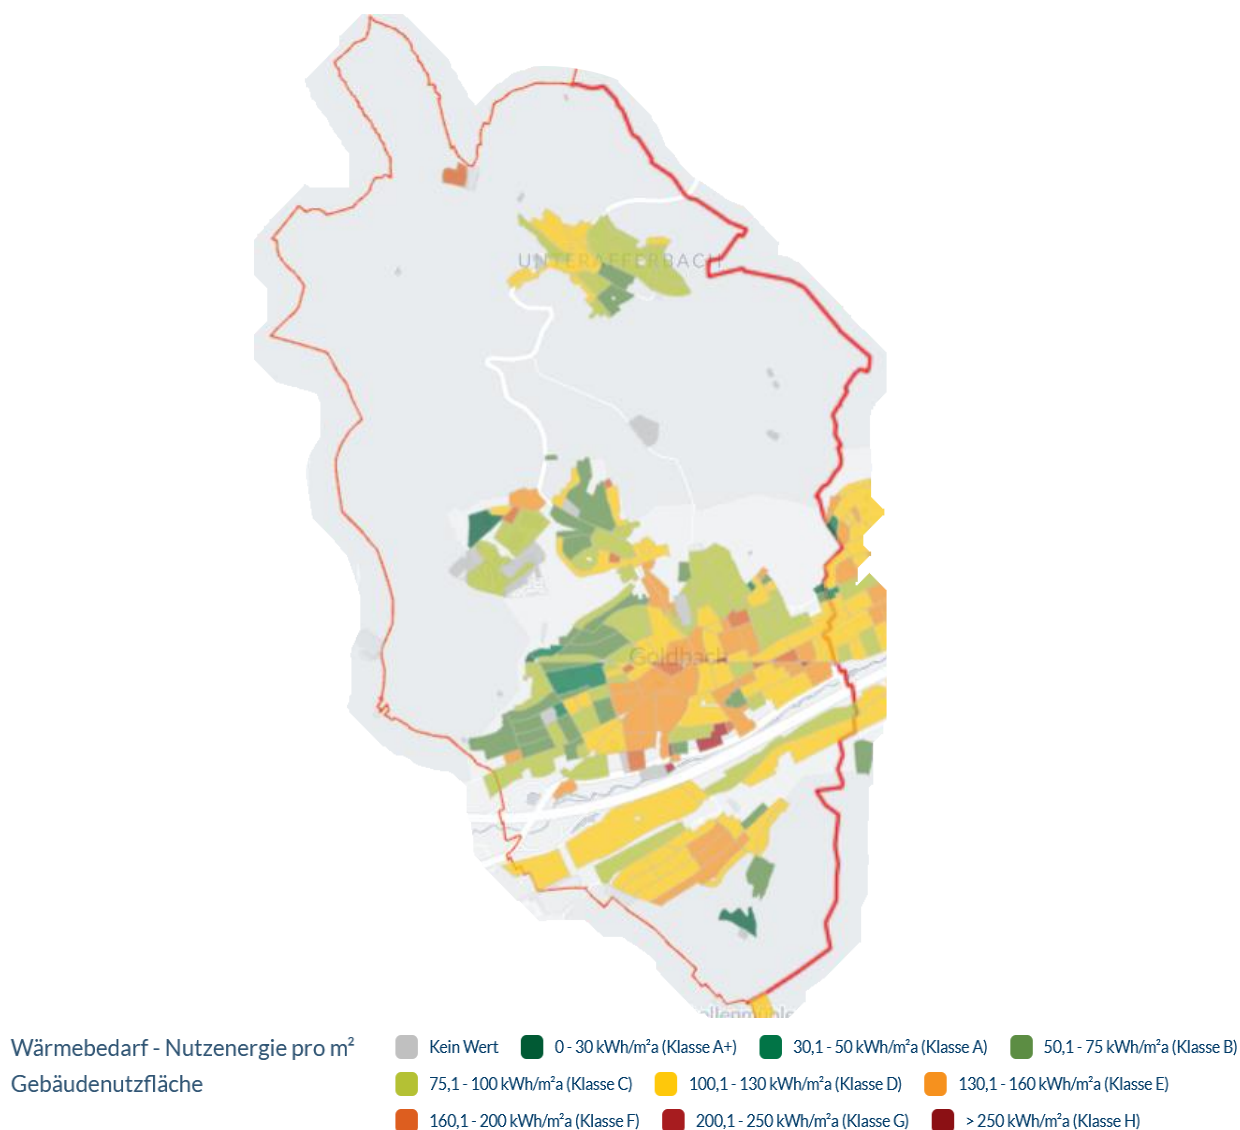 UNTERAFFERBACH
Goldbach
Wärmebedarf - Nutzenergie pro m²
Gebäudenutzfläche
Kein Wert
0 - 30 kWh/m²a (Klasse A+)
30,1 - 50 kWh/m²a (Klasse A)
50,1 - 75 kWh/m²a (Klasse B)
75,1 - 100 kWh/m²a (Klasse C)
100,1 - 130 kWh/m²a (Klasse D)
130,1 - 160 kWh/m²a (Klasse E)
160,1 - 200 kWh/m²a (Klasse F)
200,1 - 250 kWh/m²a (Klasse G)
> 250 kWh/m²a (Klasse H)